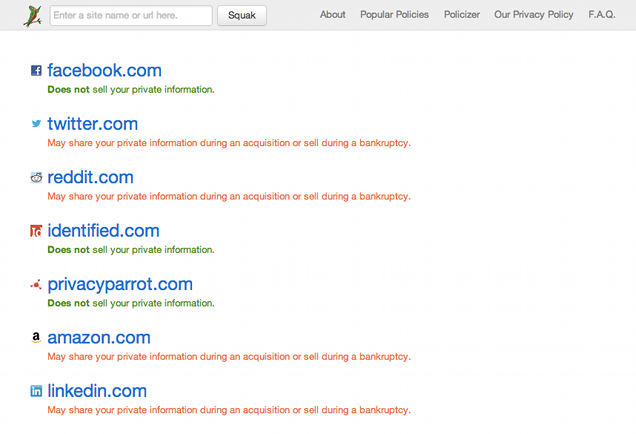 Enter a site name or url here. Squak About Popular Policies Policizer Our Privacy Policy F.A.Q.
facebook.com
Does not sell your private information.
twitter.com
May share your private information during an acquisition or sell during a bankruptcy.
reddit.com
May share your private information during an acquisition or sell during a bankruptcy.
identified.com
Does not sell your private information.
privacyparrot.com
Does not sell your private information.
amazon.com
May share your private information during an acquisition or sell during a bankruptcy.
linkedin.com
May share your private information during an acquisition or sell during a bankruptcy.